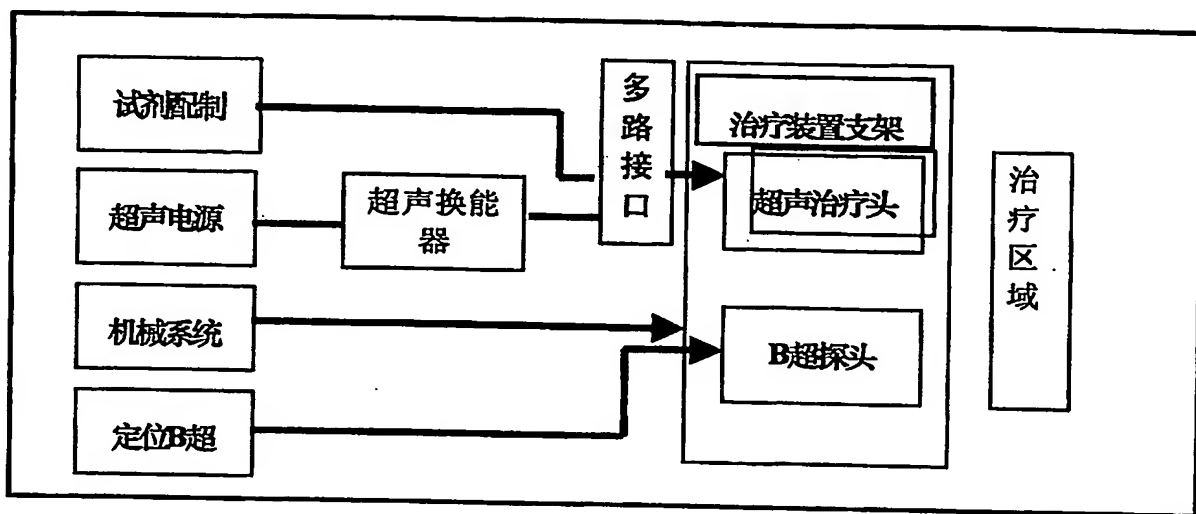 试剂配制
超声电源
机械系统
定位B超
超声换能
器
多
路
接
口
治疗装置支架
超声治疗头
B超探头
治
疗
区
域